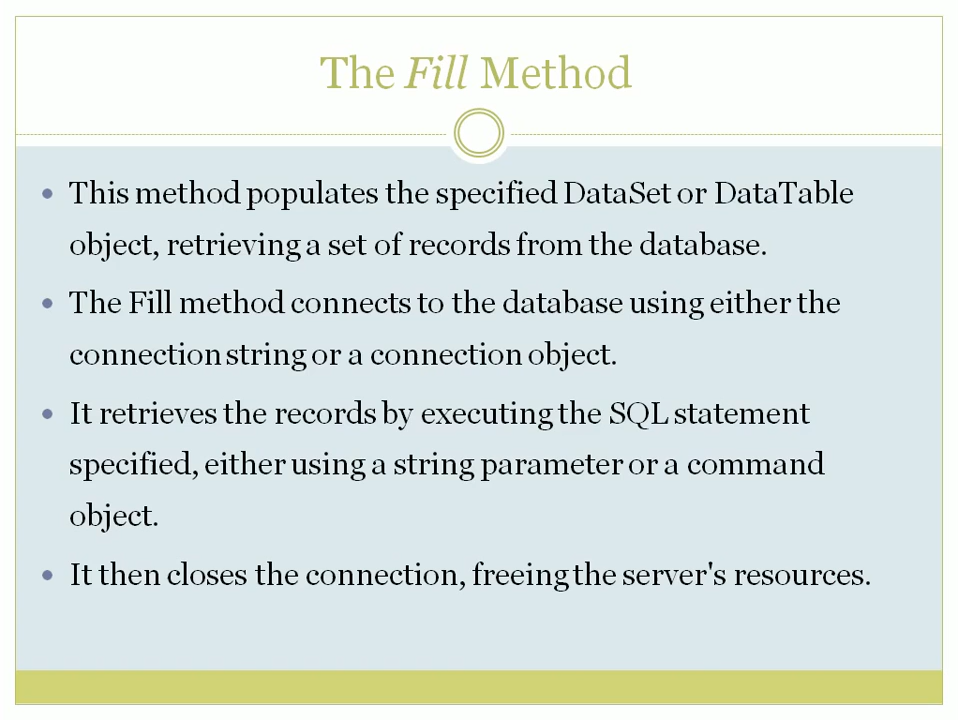 The Fill Method
• This method populates the specified DataSet or DataTable
object, retrieving a set of records from the database.
• The Fill method connects to the database using either the
connection string or a connection object.
• It retrieves the records by executing the SQL statement
specified, either using a string parameter or a command
object.
• It then closes the connection, freeing the server's resources.